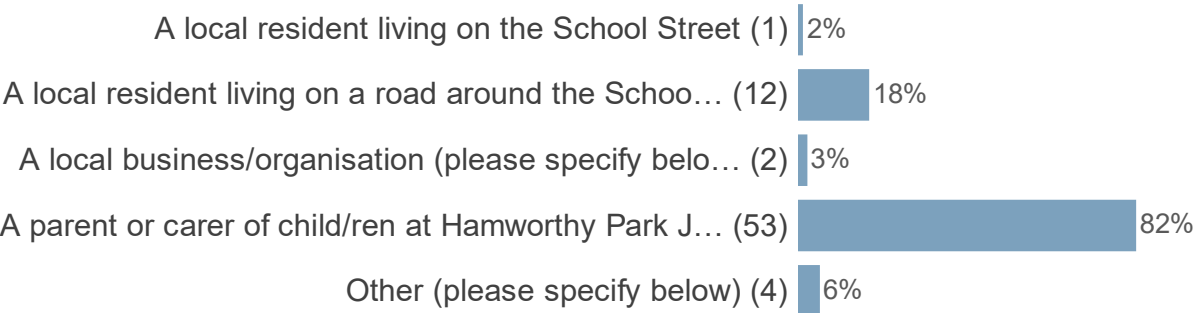 A local resident living on the School Street (1) 2%
A local resident living on a road around the Schoo… (12) 18%
A local business/organisation (please specify belo… (2) 3%
A parent or carer of child/ren at Hamworthy Park J… (53) 82%
Other (please specify below) (4) 6%